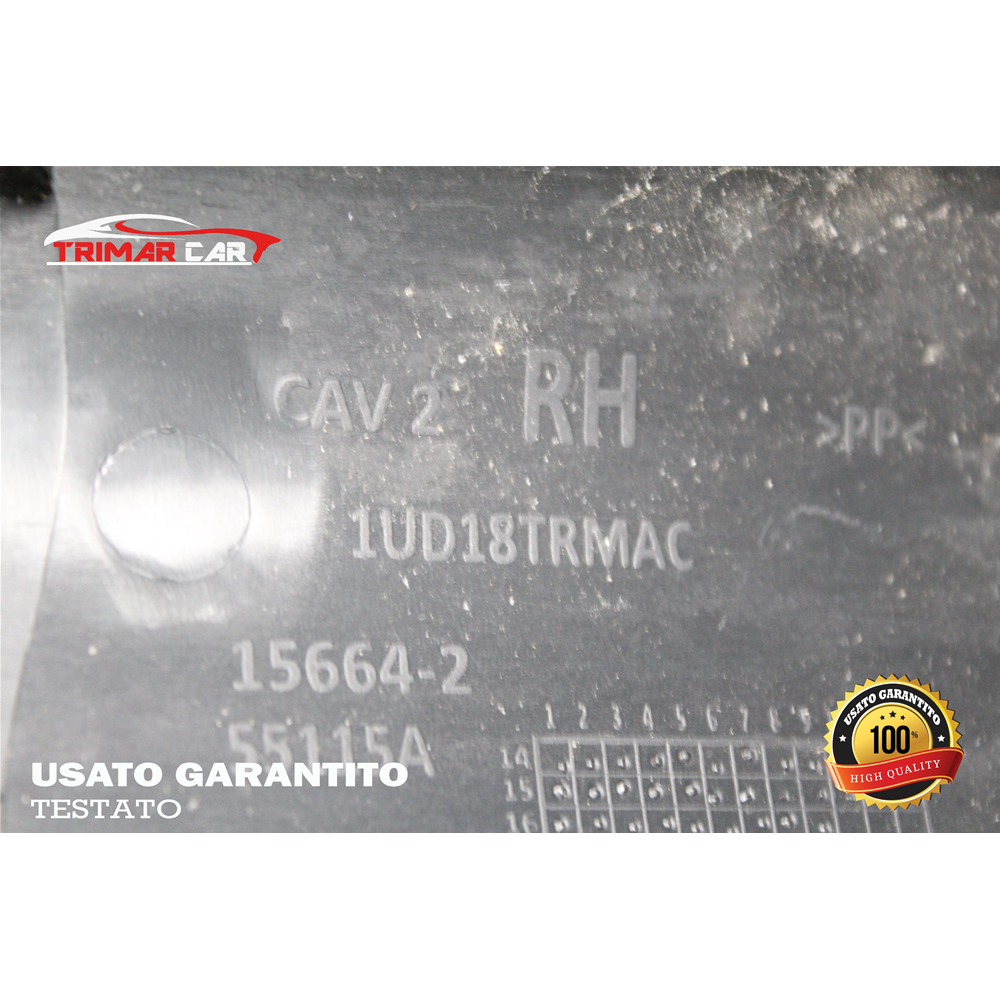 TRIMAR CAR
CAV 2 RH >PP<
1UD18TRMAC
15664-2
55115A
1 2 3 4 5 6 7 8 9
14
15
16
USATO GARANTITO
TESTATO
USATO GARANTITO
100%
HIGH QUALITY